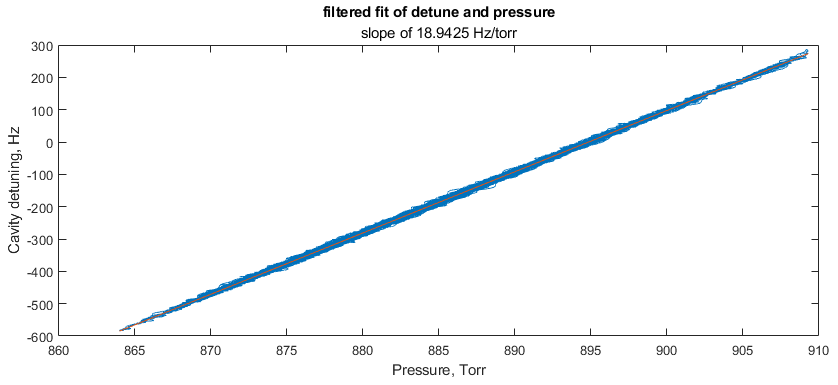 filtered fit of detune and pressure
slope of 18.9425 Hz/torr
300
200
100
0
-100
-200
-300
-400
-500
-600
Cavity detuning, Hz
860 865 870 875 880 885 890 895 900 905 910
Pressure, Torr